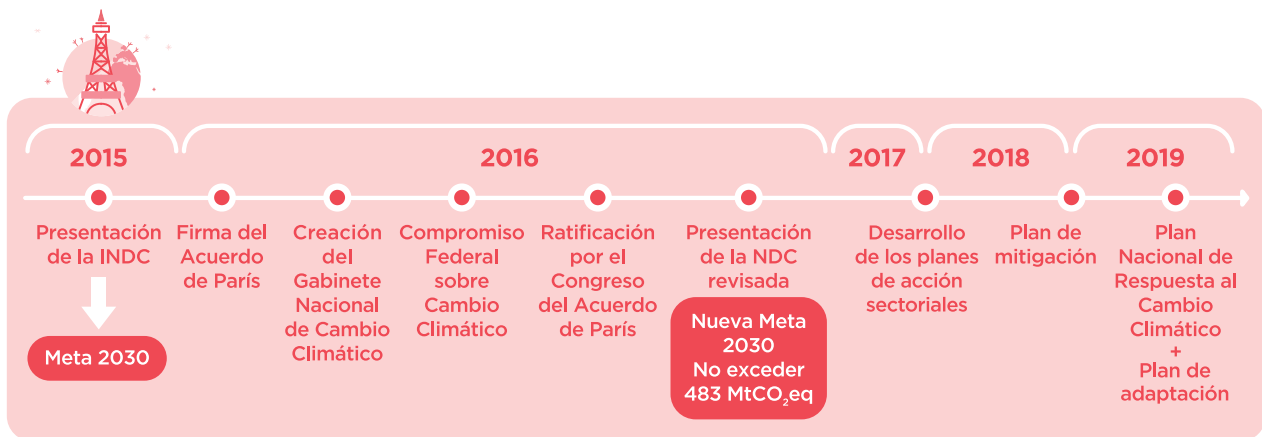 2015
2016
2017
2018
2019
Presentación
de la INDC
Meta 2030
Firma del
Acuerdo
de París
Creación
del
Gabinete
Nacional
de Cambio
Climático
Compromiso
Federal
sobre
Cambio
Climático
Ratificación
por el
Congreso
del Acuerdo
de París
Presentación
de la NDC
revisada
Nueva Meta
2030
No exceder
483 MtCO₂eq
Desarrollo
de los planes
de acción
sectoriales
Plan de
mitigación
Plan
Nacional de
Respuesta al
Cambio
Climático
+
Plan de
adaptación